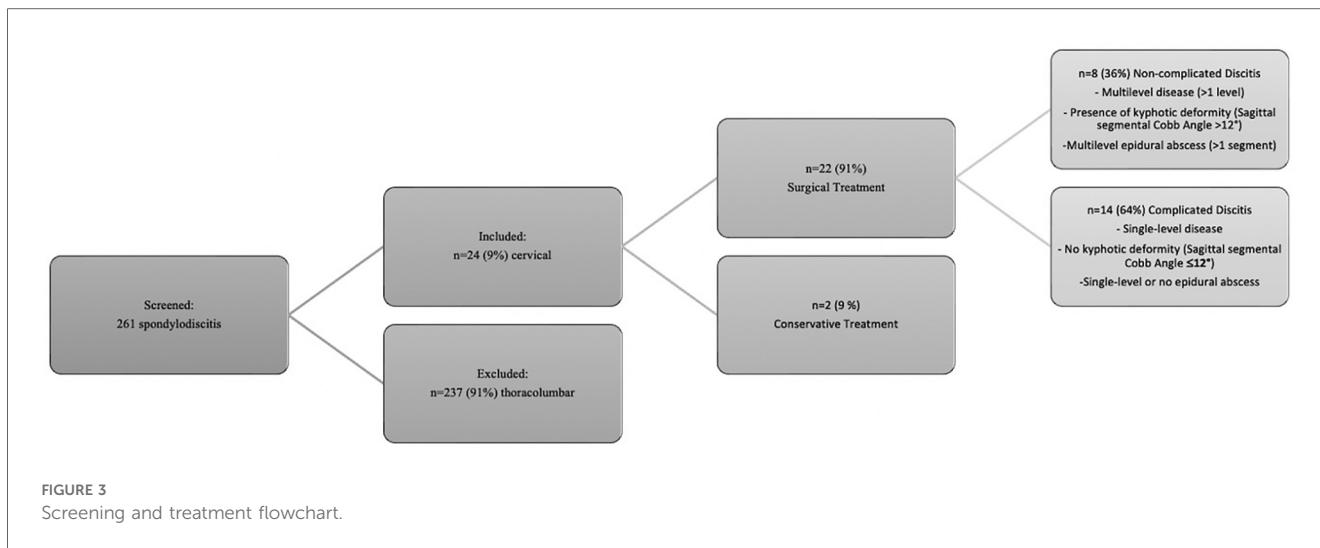 Screened:
261 spondylodiscitis
Included:
n=24 (9%) cervical
Excluded:
n=237 (91%) thoracolumbar
n=22 (91%)
Surgical Treatment
n=2 (9 %)
Conservative Treatment
n=8 (36%) Non-complicated Discitis
- Multilevel disease (>1 level)
- Presence of kyphotic deformity (Sagittal
segmental Cobb Angle >12°)
-Multilevel epidural abscess (>1 segment)
n=14 (64%) Complicated Discitis
- Single-level disease
- No kyphotic deformity (Sagittal segmental
Cobb Angle ≤12°)
-Single-level or no epidural abscess
FIGURE 3
Screening and treatment flowchart.